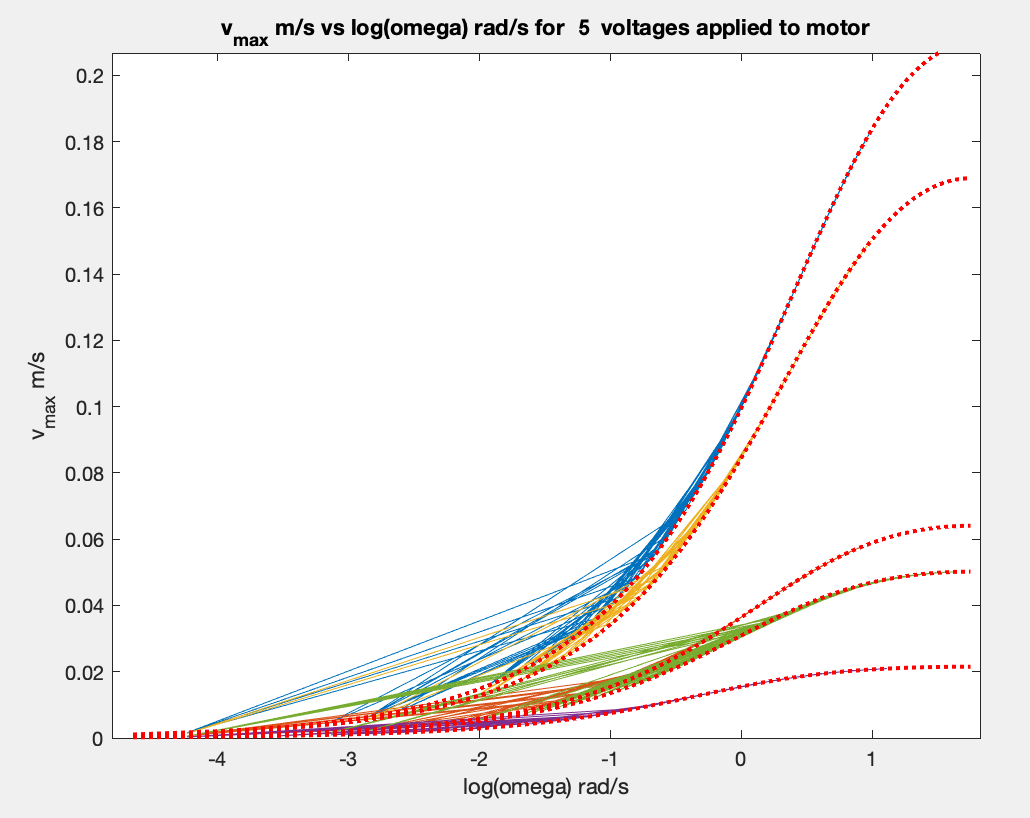 v_max m/s vs log(omega) rad/s for 5 voltages applied to motor
0.2
0.18
0.16
0.14
0.12
0.1
0.08
0.06
0.04
0.02
0
v_max m/s
-4 -3 -2 -1 0 1
log(omega) rad/s